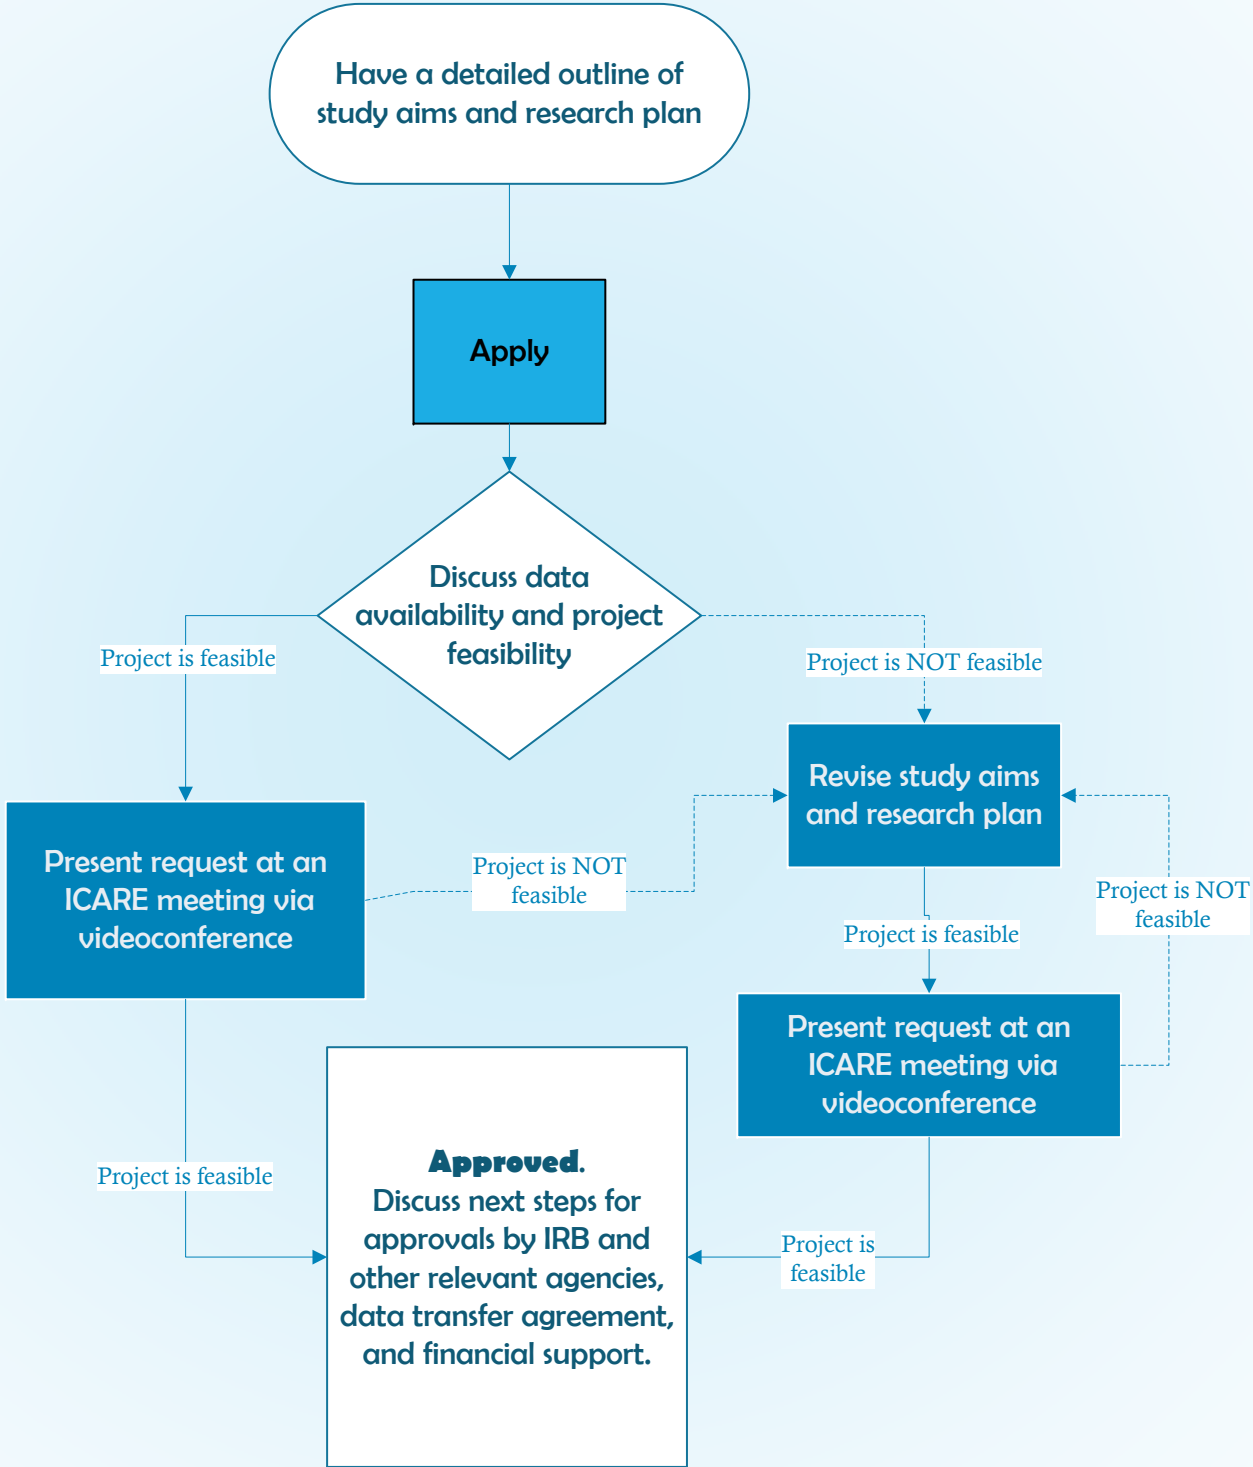 Have a detailed outline of
study aims and research plan
Apply
Discuss data
availability and project
feasibility
Project is feasible
Project is NOT feasible
Revise study aims
and research plan
Present request at an
ICARE meeting via
videoconference
Project is NOT
feasible
Project is NOT
feasible
Project is feasible
Present request at an
ICARE meeting via
videoconference
Project is feasible
Approved.
Discuss next steps for
approvals by IRB and
other relevant agencies,
data transfer agreement,
and financial support.
Project is
feasible